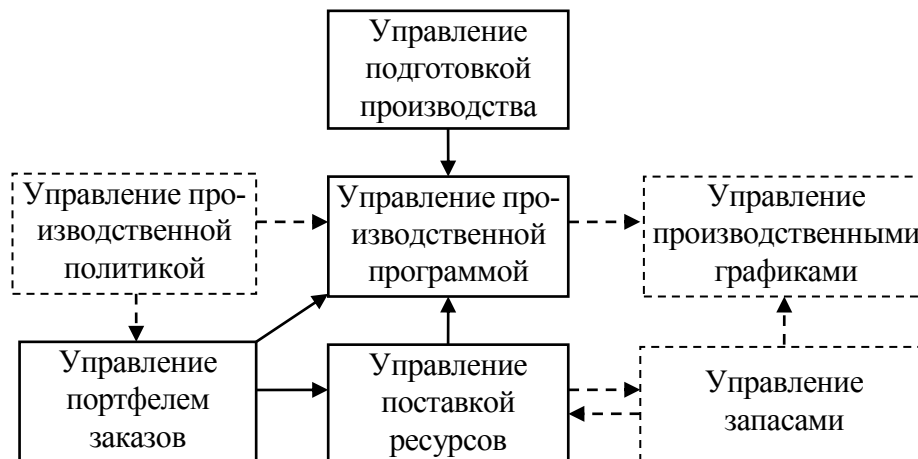 Управление
подготовкой
производства
Управление про-
изводственной
политикой
Управление про-
изводственной
программой
Управление
производственными
графиками
Управление
портфелем
заказов
Управление
поставкой
ресурсов
Управление
запасами